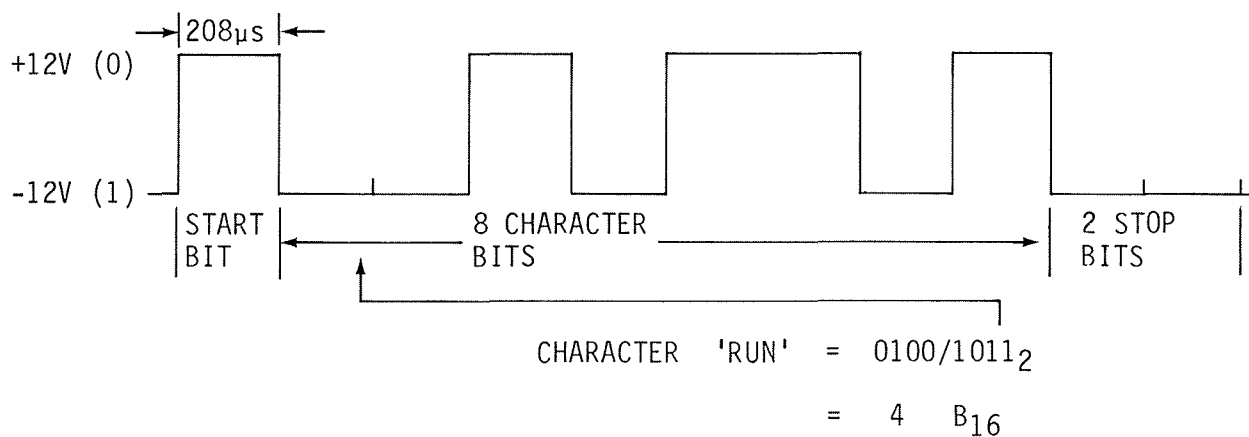 208μs
+12V (0)
-12V (1)
START
BIT
8 CHARACTER
BITS
2 STOP
BITS
CHARACTER 'RUN' = 0100/1011₂
= 4 B₁₆